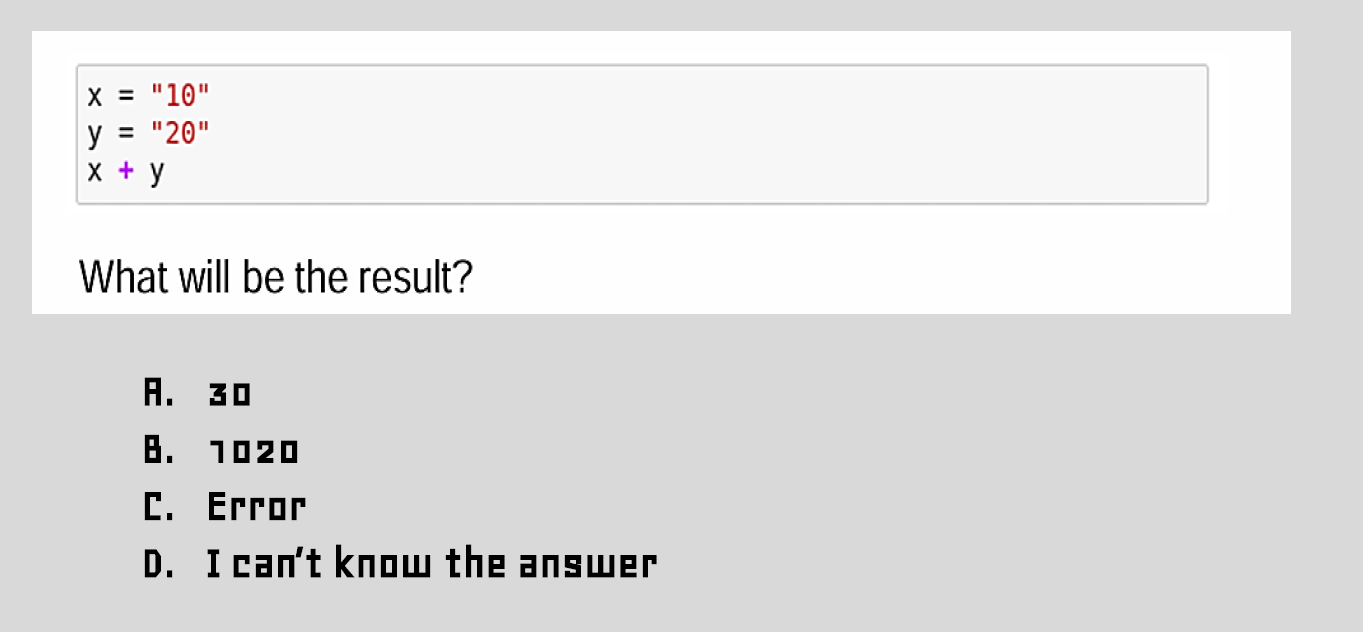 x = "10"
y = "20"
x + y
What will be the result?
A. 30
B. 1020
C. Error
D. I can't know the answer